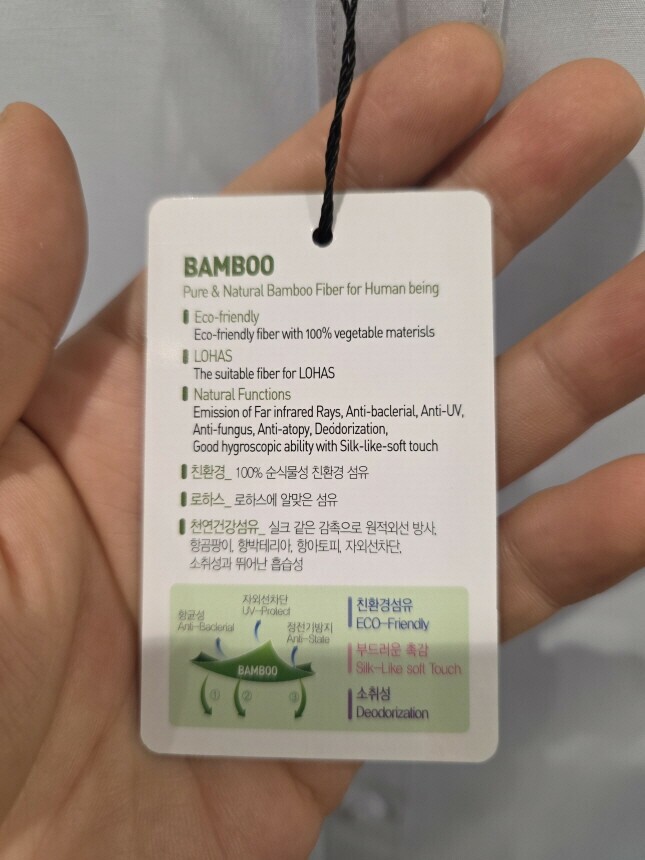 BAMBOO
Pure & Natural Bamboo Fiber for Human being
Eco-friendly
Eco-friendly fiber with 100% vegetable materisls
LOHAS
The suitable fiber for LOHAS
Natural Functions
Emission of Far infrared Rays, Anti-baclerial, Anti-UV,
Anti-fungus, Anti-atopy, Deodorization,
Good hygroscopic ability with Silk-like-soft touch
친환경_ 100% 순식물성 친환경 섬유
로하스_ 로하스에 알맞은 섬유
천연건강섬유_ 실크 같은 감촉으로 원적외선 방사,
항곰팡이, 항박테리아, 항아토피, 자외선차단,
소취성과 뛰어난 흡습성
자외선차단
UV-Protect
항균성
Anti-Bacterial
정전기방지
Anti-State
BAMBOO
① ② ③
친환경섬유
ECO-Friendly
부드러운 촉감
Silk-Like soft Touch
소취성
Deodorization